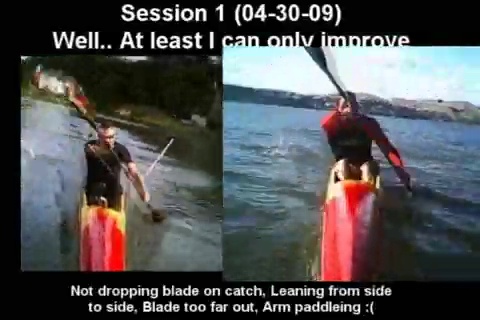 Session 1 (04-30-09)
Well.. At least I can only improve
Not dropping blade on catch, Leaning from side
to side, Blade too far out, Arm paddleing :(